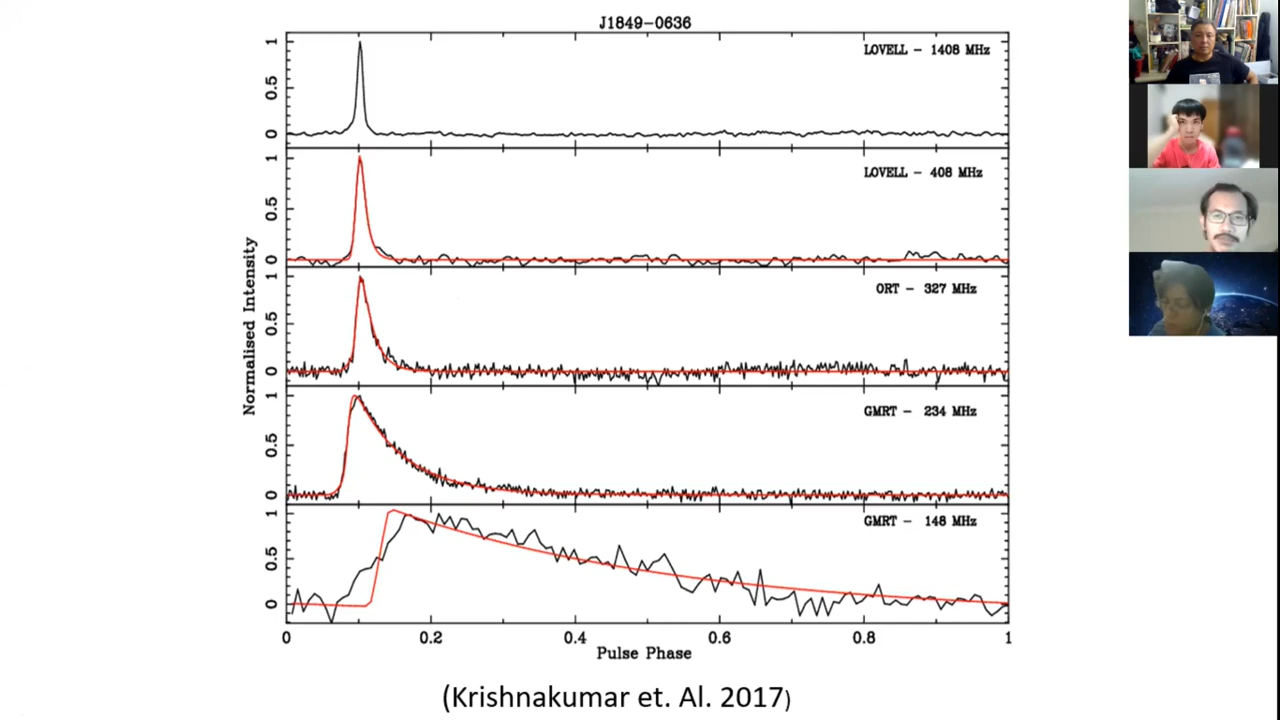 J1849-0636
LOVELL - 1408 MHz
1
0.5
0
LOVELL - 408 MHz
1
0.5
0
ORT - 327 MHz
1
0.5
0
GMRT - 234 MHz
1
0.5
0
GMRT - 148 MHz
1
0.5
0
Normalised Intensity
0 0.2 0.4 0.6 0.8 1
Pulse Phase
(Krishnakumar et. Al. 2017)